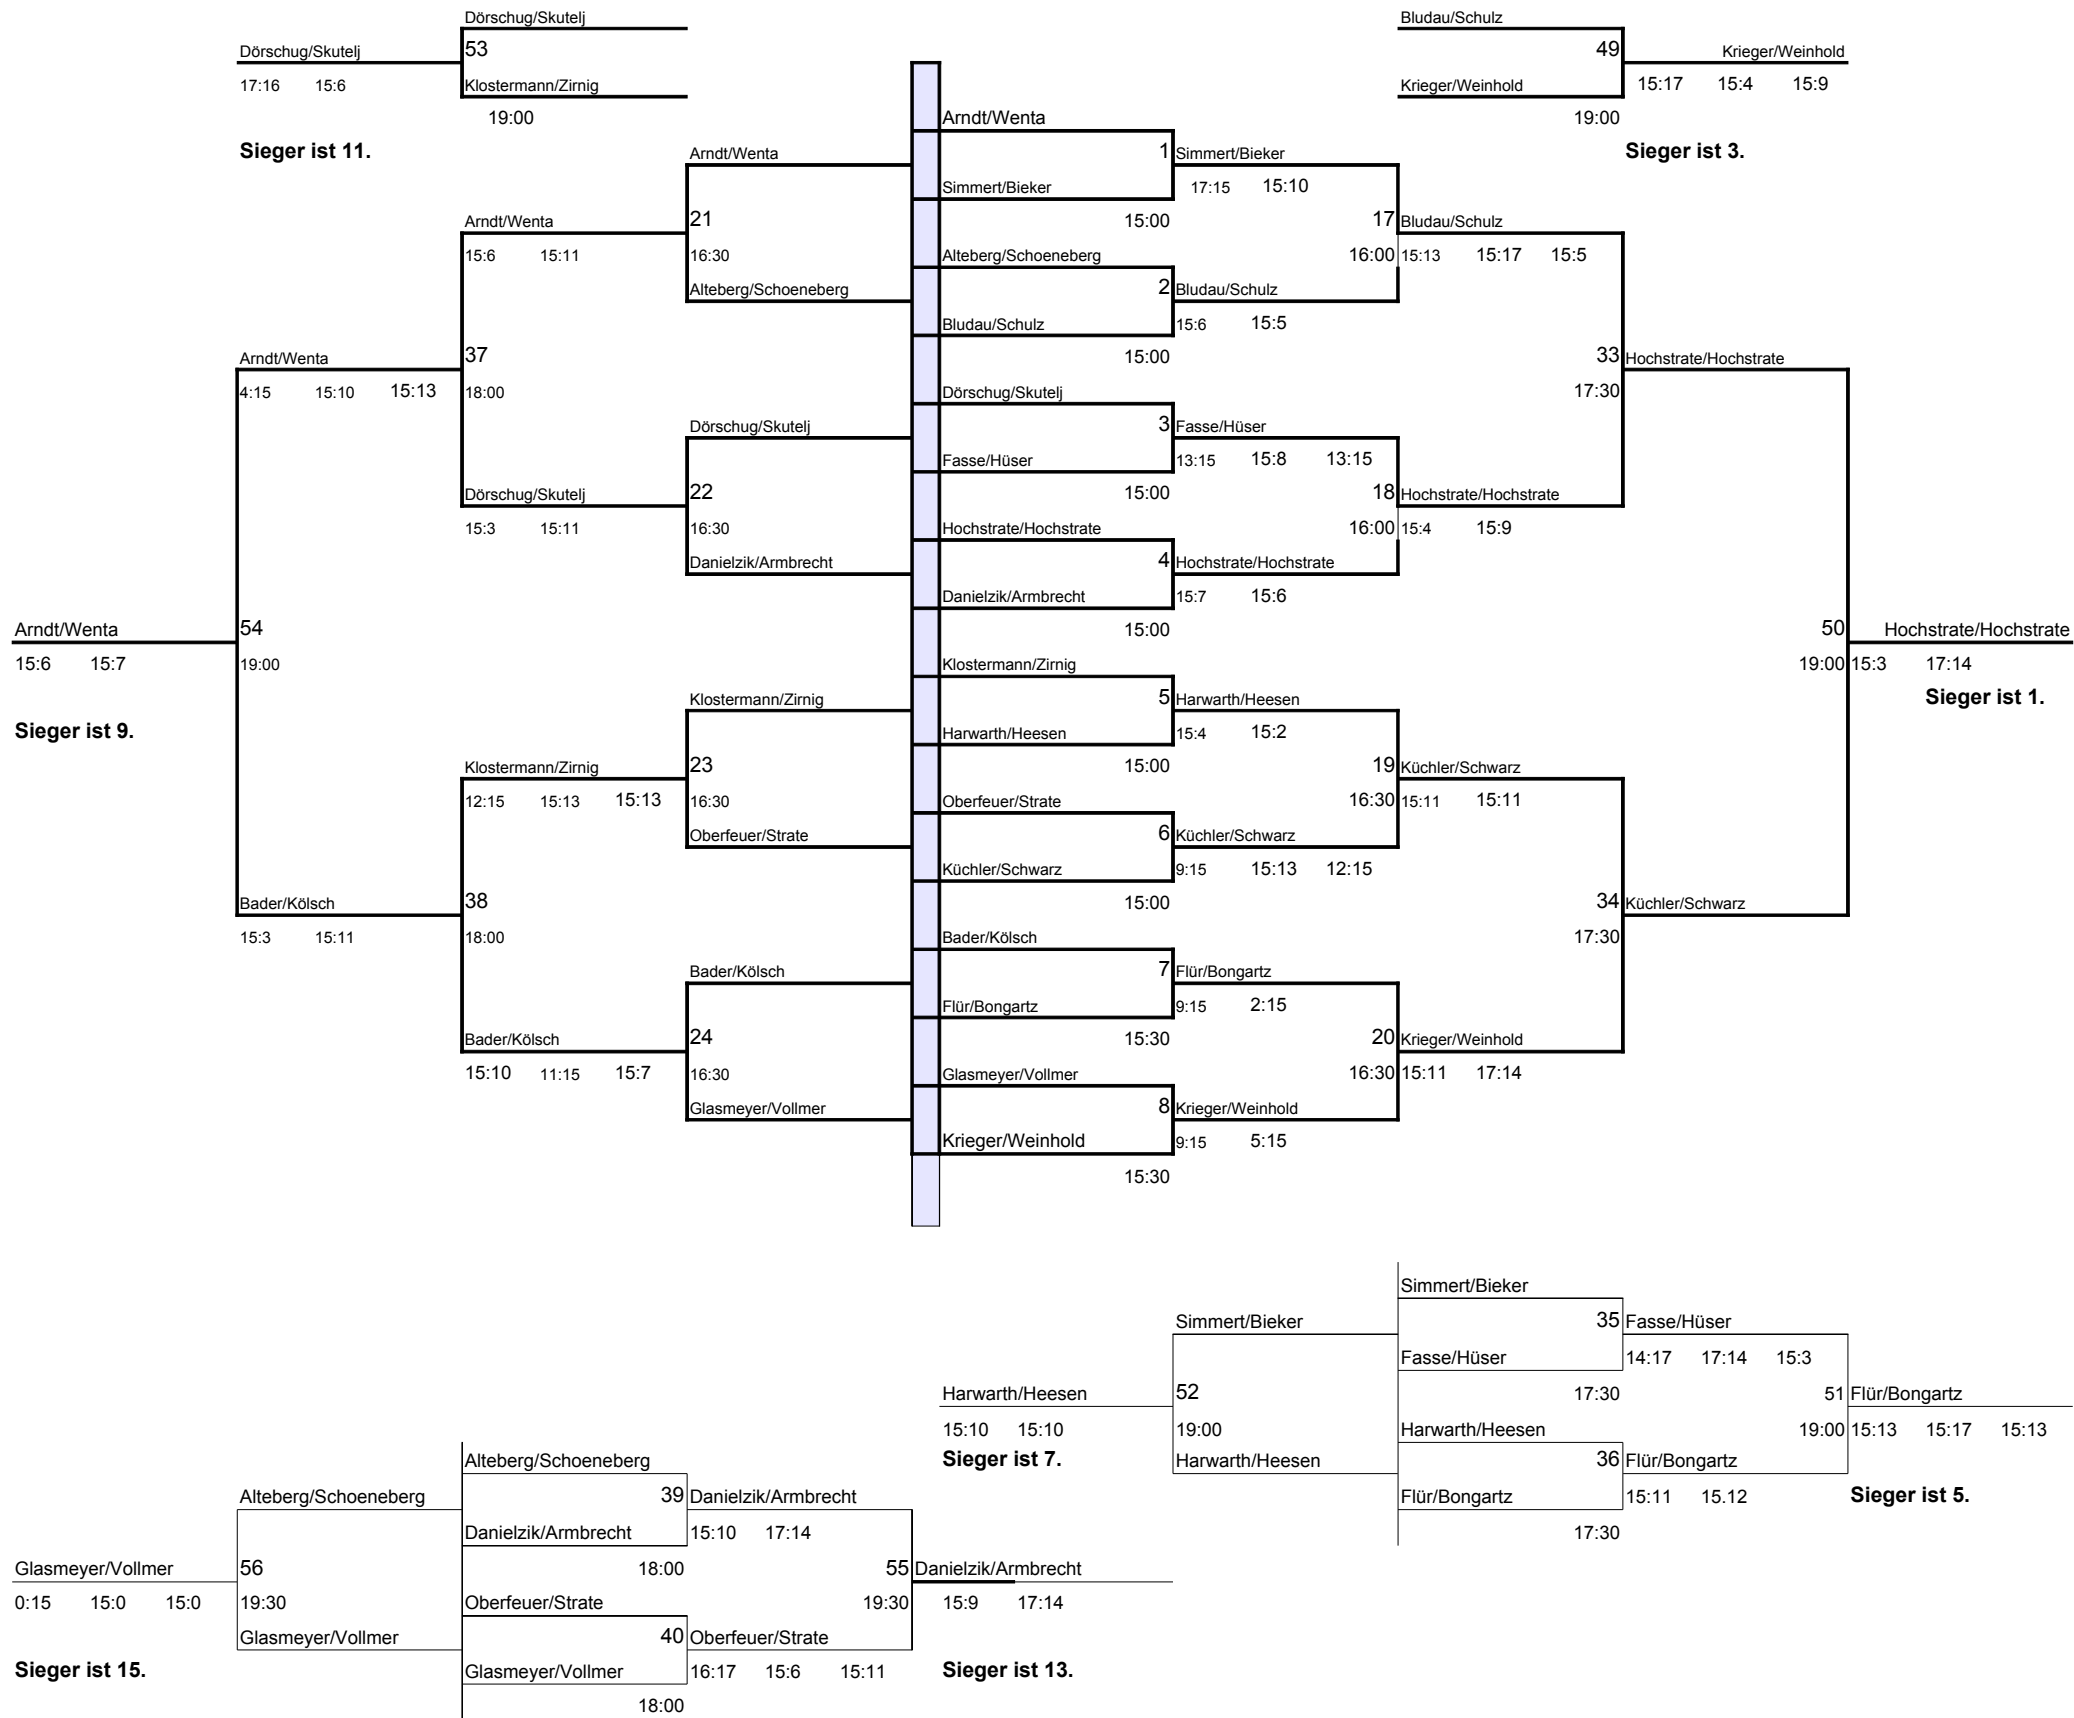 Dörschug/Skutelj Bludau/Schulz
Dörschug/Skutelj 53 49 Krieger/Weinhold
17:16 15:6 Klostermann/Zirnig Krieger/Weinhold 15:17 15:4 15:9
19:00 Arndt/Wenta 19:00
Sieger ist 11. Arndt/Wenta 1 Simmert/Bieker Sieger ist 3.
Simmert/Bieker 17:15 15:10
Arndt/Wenta 21 15:00 17 Bludau/Schulz
15:6 15:11 16:30 Alteberg/Schoeneberg 16:00 15:13 15:17 15:5
Alteberg/Schoeneberg 2 Bludau/Schulz
Bludau/Schulz 15:6 15:5
Arndt/Wenta 37 15:00 33 Hochstrate/Hochstrate
4:15 15:10 15:13 18:00 Dörschug/Skutelj 17:30
Dörschug/Skutelj 3 Fasse/Hüser
Fasse/Hüser 13:15 15:8 13:15
Dörschug/Skutelj 22 15:00 18 Hochstrate/Hochstrate
15:3 15:11 16:30 Hochstrate/Hochstrate 16:00 15:4 15:9
Danielzik/Armbrecht 4 Hochstrate/Hochstrate
Danielzik/Armbrecht 15:7 15:6
Arndt/Wenta 54 15:00 50 Hochstrate/Hochstrate
15:6 15:7 19:00 Klostermann/Zirnig 19:00 15:3 17:14
Klostermann/Zirnig 5 Harwarth/Heesen Sieger ist 1.
Sieger ist 9. Harwarth/Heesen 15:4 15:2
Klostermann/Zirnig 23 15:00 19 Küchler/Schwarz
12:15 15:13 15:13 16:30 Oberfeuer/Strate 16:30 15:11 15:11
Oberfeuer/Strate 6 Küchler/Schwarz
Küchler/Schwarz 9:15 15:13 12:15
Bader/Kölsch 38 15:00 34 Küchler/Schwarz
15:3 15:11 18:00 Bader/Kölsch 17:30
Bader/Kölsch 7 Flür/Bongartz
Flür/Bongartz 9:15 2:15
Bader/Kölsch 24 15:30 20 Krieger/Weinhold
15:10 11:15 15:7 16:30 Glasmeyer/Vollmer 16:30 15:11 17:14
Glasmeyer/Vollmer 8 Krieger/Weinhold
Krieger/Weinhold 9:15 5:15
15:30
Simmert/Bieker
Simmert/Bieker 35 Fasse/Hüser
Fasse/Hüser 14:17 17:14 15:3
Harwarth/Heesen 52 17:30 51 Flür/Bongartz
15:10 15:10 19:00 Harwarth/Heesen 19:00 15:13 15:17 15:13
Alteberg/Schoeneberg Sieger ist 7. Harwarth/Heesen 36 Flür/Bongartz
Alteberg/Schoeneberg 39 Danielzik/Armbrecht Flür/Bongartz 15:11 15.12 Sieger ist 5.
Danielzik/Armbrecht 15:10 17:14 17:30
Glasmeyer/Vollmer 56 18:00 55 Danielzik/Armbrecht
0:15 15:0 15:0 19:30 Oberfeuer/Strate 19:30 15:9 17:14
Glasmeyer/Vollmer 40 Oberfeuer/Strate
Sieger ist 15. Glasmeyer/Vollmer 16:17 15:6 15:11 Sieger ist 13.
18:00